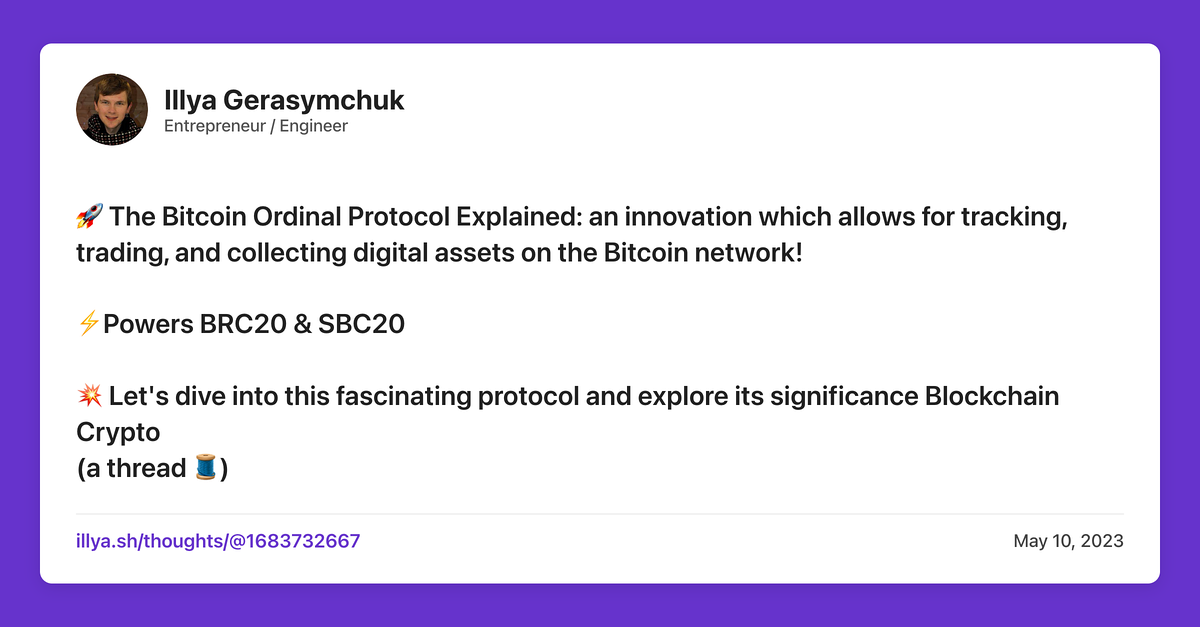 Illya Gerasymchuk
Entrepreneur / Engineer
🚀 The Bitcoin Ordinal Protocol Explained: an innovation which allows for tracking,
trading, and collecting digital assets on the Bitcoin network!
⚡Powers BRC20 & SBC20
💥 Let's dive into this fascinating protocol and explore its significance Blockchain
Crypto
(a thread 🧵)
illya.sh/thoughts/@1683732667
May 10, 2023